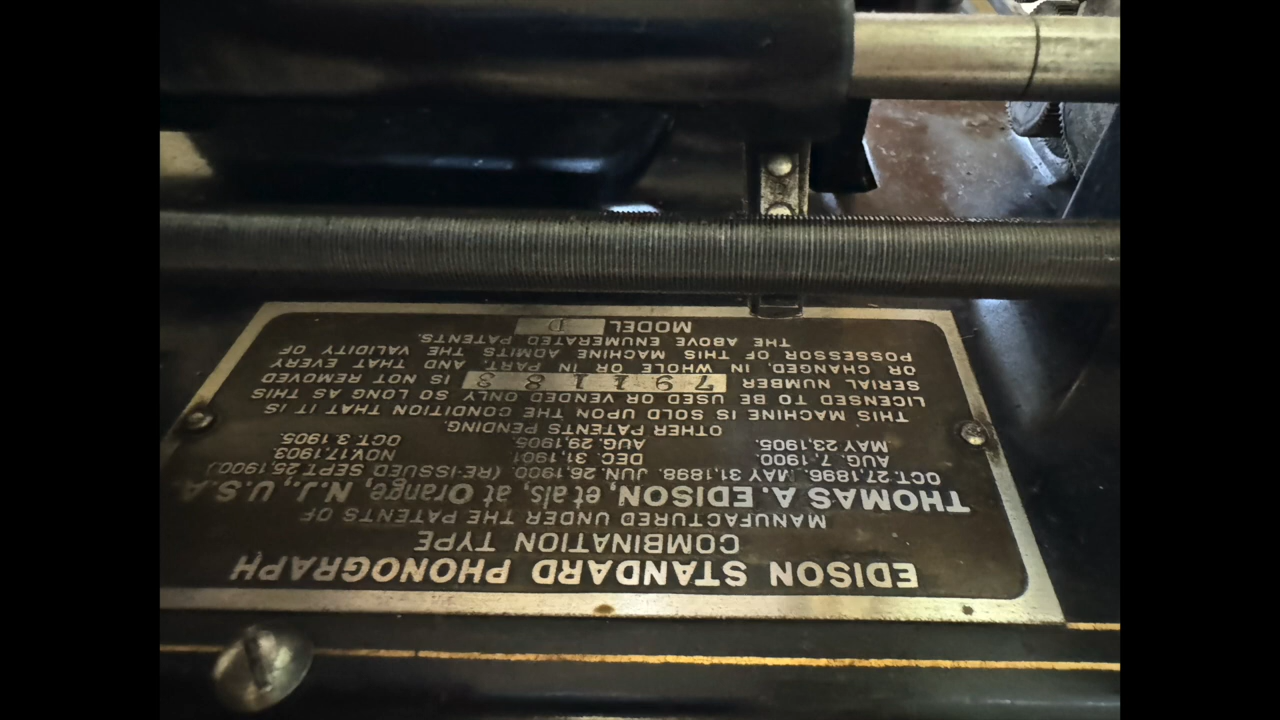 EDISON STANDARD PHONOGRAPH
COMBINATION TYPE
MANUFACTURED UNDER THE PATENTS OF
THOMAS A. EDISON, et als, at Orange, N.J., U.S.A
OCT. 27,1896. MAY 31,1898. JUN. 26,1900. (RE-ISSUED SEPT. 25,1900.)
AUG. 7, 1900. DEC. 31,1901. NOV.17,1903.
MAY 23,1905. AUG. 29,1905. OCT. 3,1905.
OTHER PATENTS PENDING.
THIS MACHINE IS SOLD UPON THE CONDITION THAT IT IS
LICENSED TO BE USED OR VENDED ONLY SO LONG AS THIS
SERIAL NUMBER 791183 IS NOT REMOVED
OR CHANGED, IN WHOLE OR IN PART, AND THAT EVERY
POSSESSOR OF THIS MACHINE ADMITS THE VALIDITY OF
THE ABOVE ENUMERATED PATENTS.
MODEL D